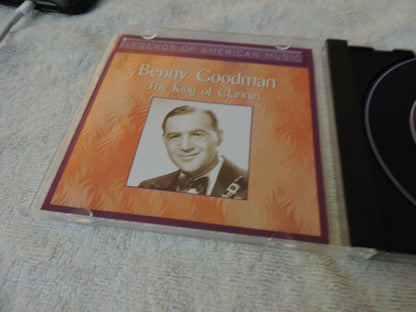 LEGENDS OF AMERICAN MUSIC
Benny Goodman
The King of Clarinet